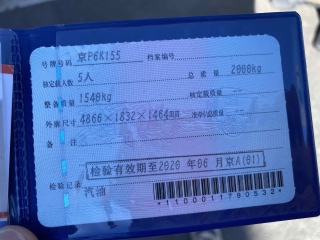 号牌号码 京P6K155 档案编号
核定载人数 5人 总质量 2000kg
整备质量 1540kg 核定载质量 --
外廓尺寸 4866×1832×1464mm 准牵引总质量 --
备注
检验有效期至2020年06月京A(01)
检验记录 汽油
*1100011790532*